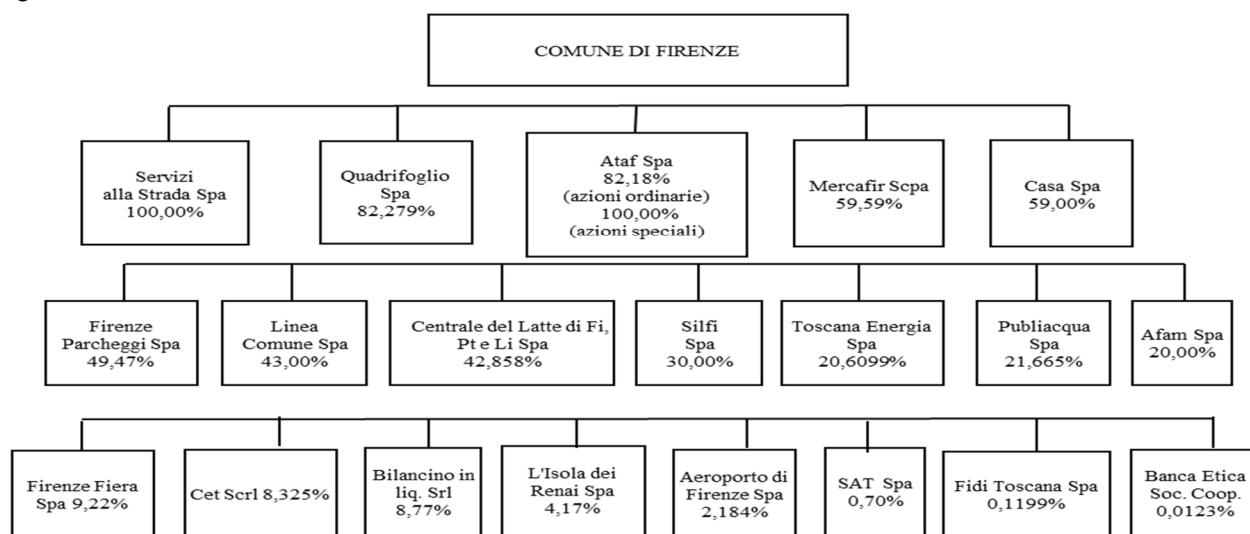 COMUNE DI FIRENZE
Servizi
alla Strada Spa
100,00%
Quadrifoglio
Spa
82,279%
Ataf Spa
82,18%
(azioni ordinarie)
100,00%
(azioni speciali)
Mercafir Scpa
59,59%
Casa Spa
59,00%
Firenze
Parcheggi Spa
49,47%
Linea
Comune Spa
43,00%
Centrale del Latte di Fi,
Pt e Li Spa
42,858%
Silfi
Spa
30,00%
Toscana Energia
Spa
20,6099%
Publiacqua
Spa
21,665%
Afam Spa
20,00%
Firenze Fiera
Spa 9,22%
Cet Scrl 8,325%
Bilancino in
liq. Srl
8,77%
L'Isola dei
Renai Spa
4,17%
Aeroporto di
Firenze Spa
2,184%
SAT Spa
0,70%
Fidi Toscana Spa
0,1199%
Banca Etica
Soc. Coop.
0,0123%